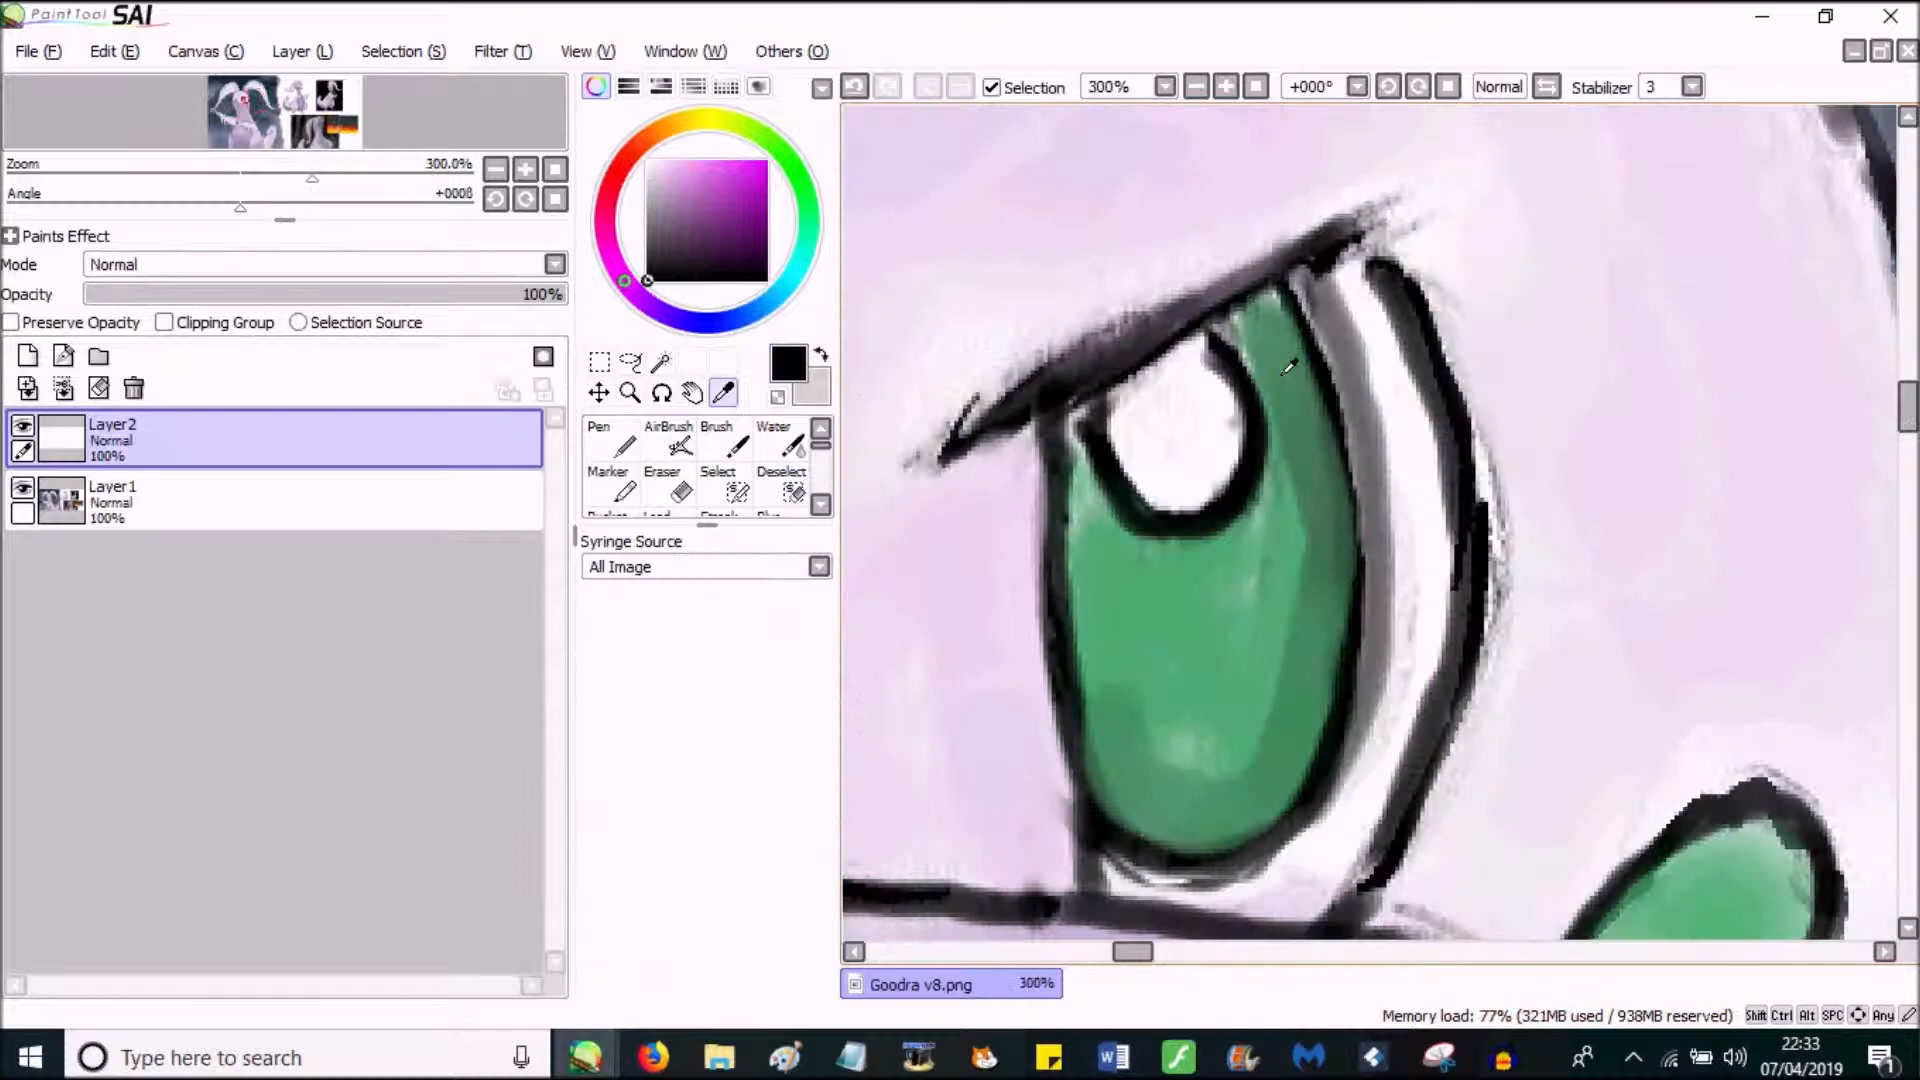 PaintTool SAI
File (F) Edit (E) Canvas (C) Layer (L) Selection (S) Filter (T) View (V) Window (W) Others (O)
Selection 300% +000° Normal Stabilizer 3
Zoom 300.0%
Angle +000ß
Paints Effect
Mode Normal
Opacity 100%
Preserve Opacity Clipping Group Selection Source
Layer2
Normal
100%
Layer1
Normal
100%
Pen AirBrush Brush Water
Marker Eraser Select Deselect
Syringe Source
All Image
Goodra v8.png 300%
Memory load: 77% (321MB used / 938MB reserved) Shift Ctrl Alt SPC Any
Type here to search
22:33
07/04/2019
1